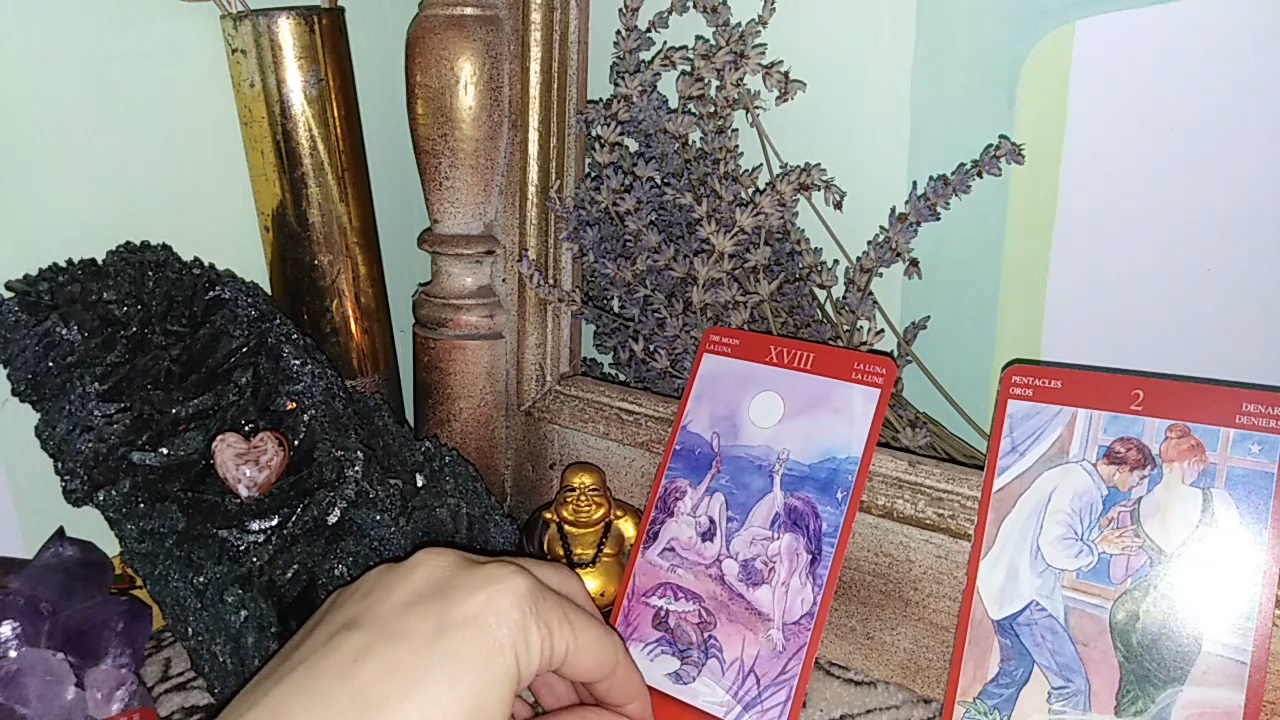 THE MOON
LA LUNA
XVIII
LA LUNA
LA LUNE
PENTACLES
OROS
2
DENAR
DENIERS